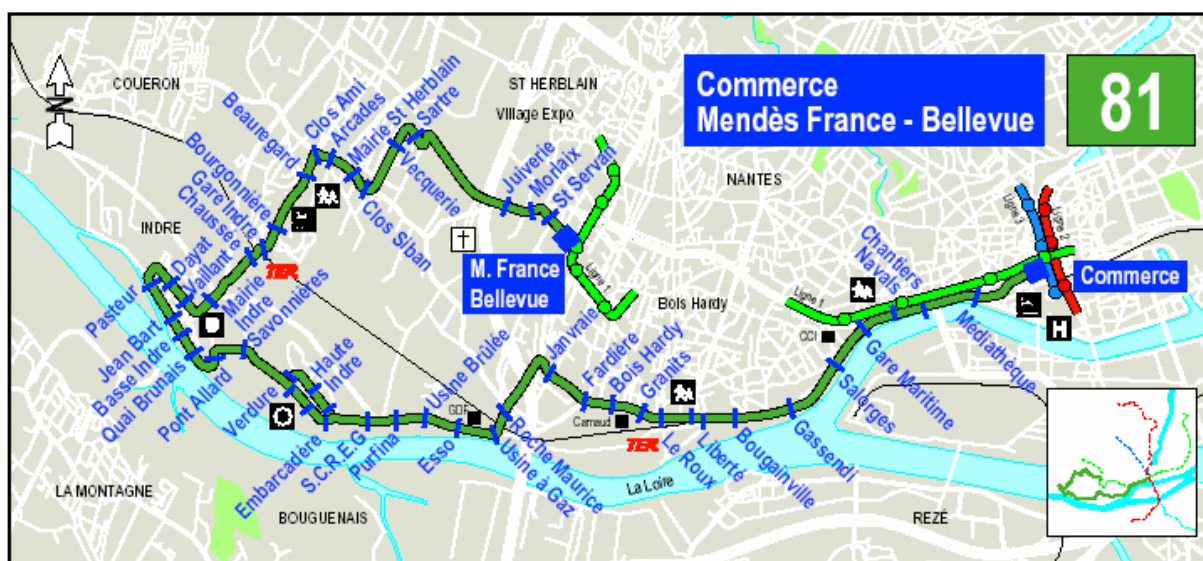 Commerce
Mendès France - Bellevue
81
N
COUERON
ST HERBLAIN
Village Expo
NANTES
INDRE
Bois Hardy
LA MONTAGNE
BOUGUENAIS
REZÉ
La Loire
M. France
Bellevue
Commerce
Ligne 1
Ligne 1
Ligne 2
Ligne 3
CCI
GDF
Carnaud
TER
TER
H
St Servan
Morlaix
Juiverie
Sartre
Vecquerie
Mairie St Herblain
Clos Siban
Arcades
Clos Ami
Beauregard
Bourgonnière
Gare Indre
Chaussée
Mairie
Indre
Vaillant
Dayat
Pasteur
Jean Bart
Basse Indre
Quai Brunais
Pont Allard
Savonnières
Haute
Indre
Verdure
Embarcadère
S.C.R.E.G
Purfina
Usine Brûlée
Esso
Usine à Gaz
Roche Maurice
Janvraie
Fardière
Bois Hardy
Granits
Le Roux
Liberté
Bougainville
Gassendi
Salorges
Gare Maritime
Chantiers
Navals
Médiathèque